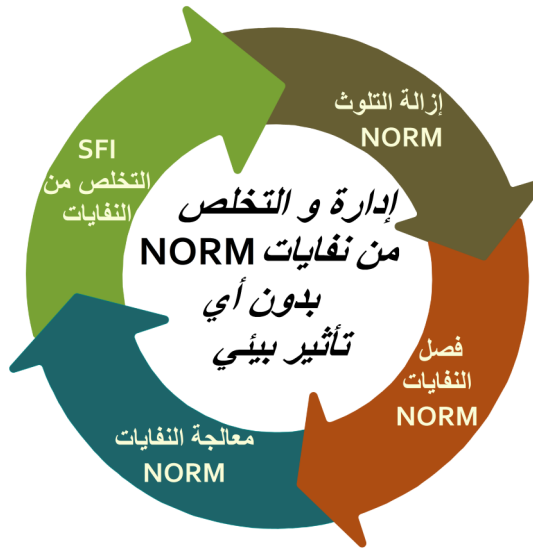 إزالة التلوث
NORM
SFI
التخلص من
النفايات
إدارة و التخلص
من نفايات NORM
بدون أي
تأثير بيئي
فصل
النفايات
NORM
معالجة النفايات
NORM